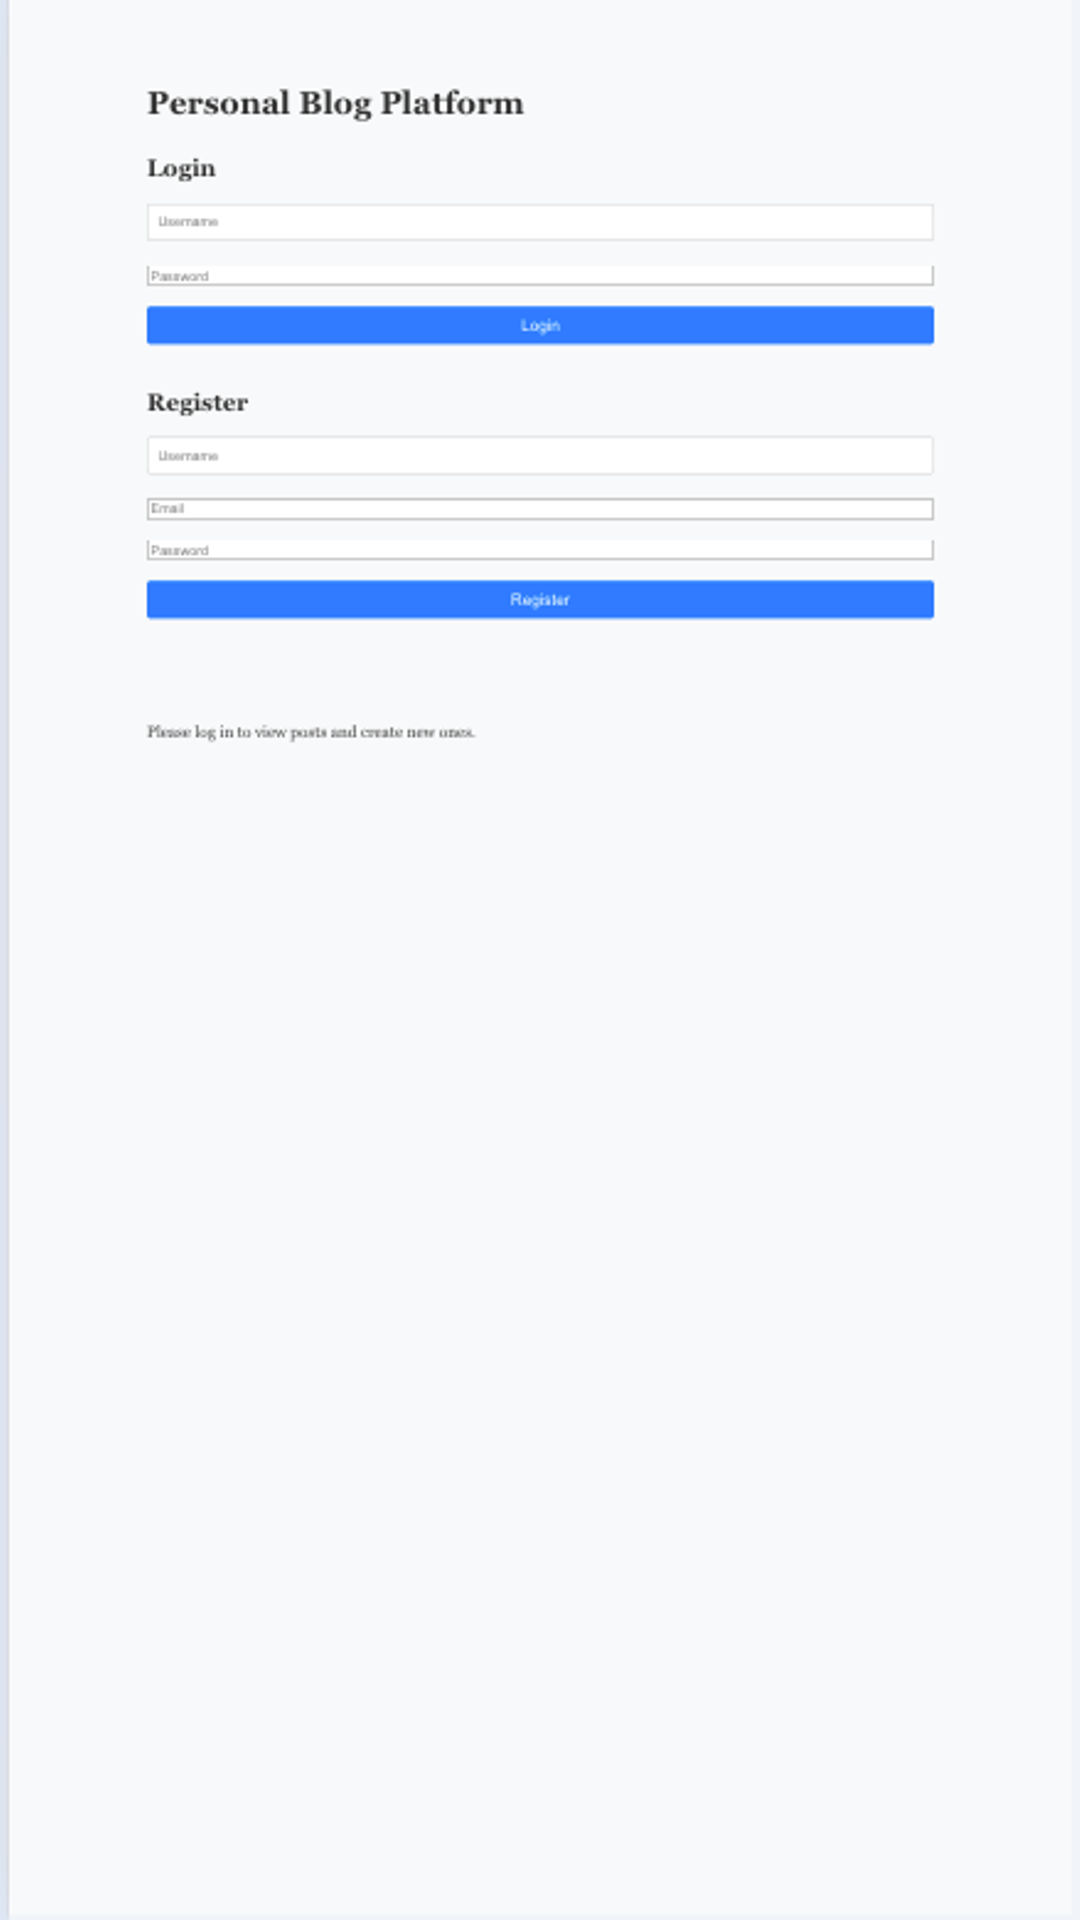 Personal Blog Platform
Login
Username
Password
Login
Register
Username
Email
Password
Register
Please log in to view posts and create new ones.